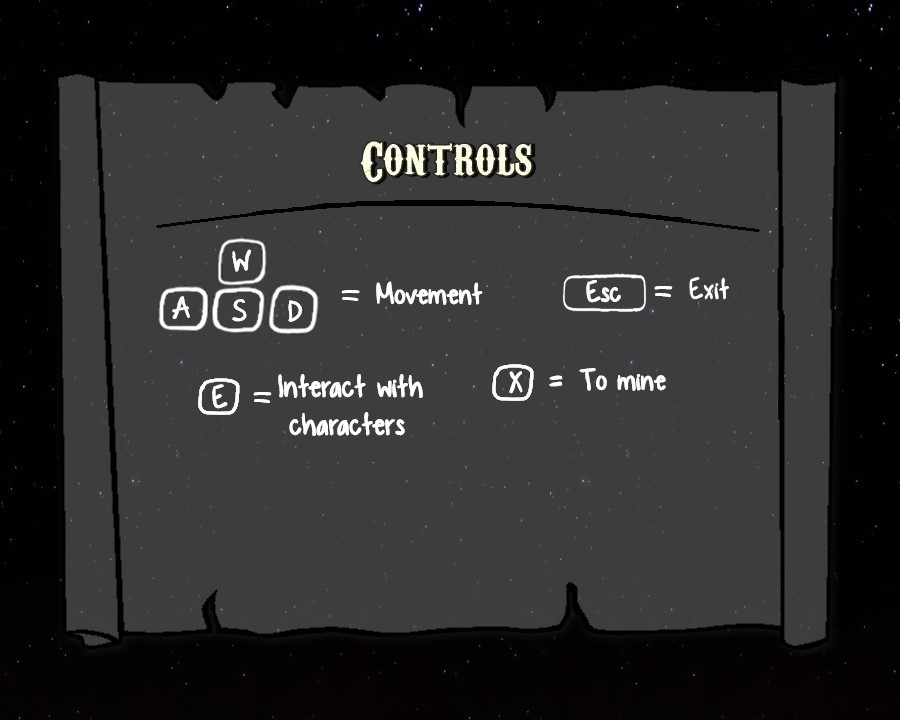 Controls
W
A S D = Movement
Esc = Exit
E = Interact with
characters
X = To mine